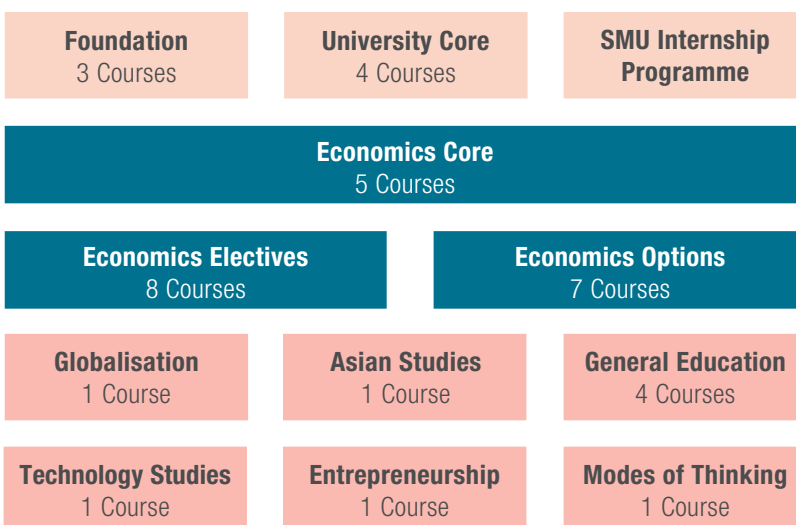 Foundation
3 Courses
University Core
4 Courses
SMU Internship
Programme
Economics Core
5 Courses
Economics Electives
8 Courses
Economics Options
7 Courses
Globalisation
1 Course
Asian Studies
1 Course
General Education
4 Courses
Technology Studies
1 Course
Entrepreneurship
1 Course
Modes of Thinking
1 Course